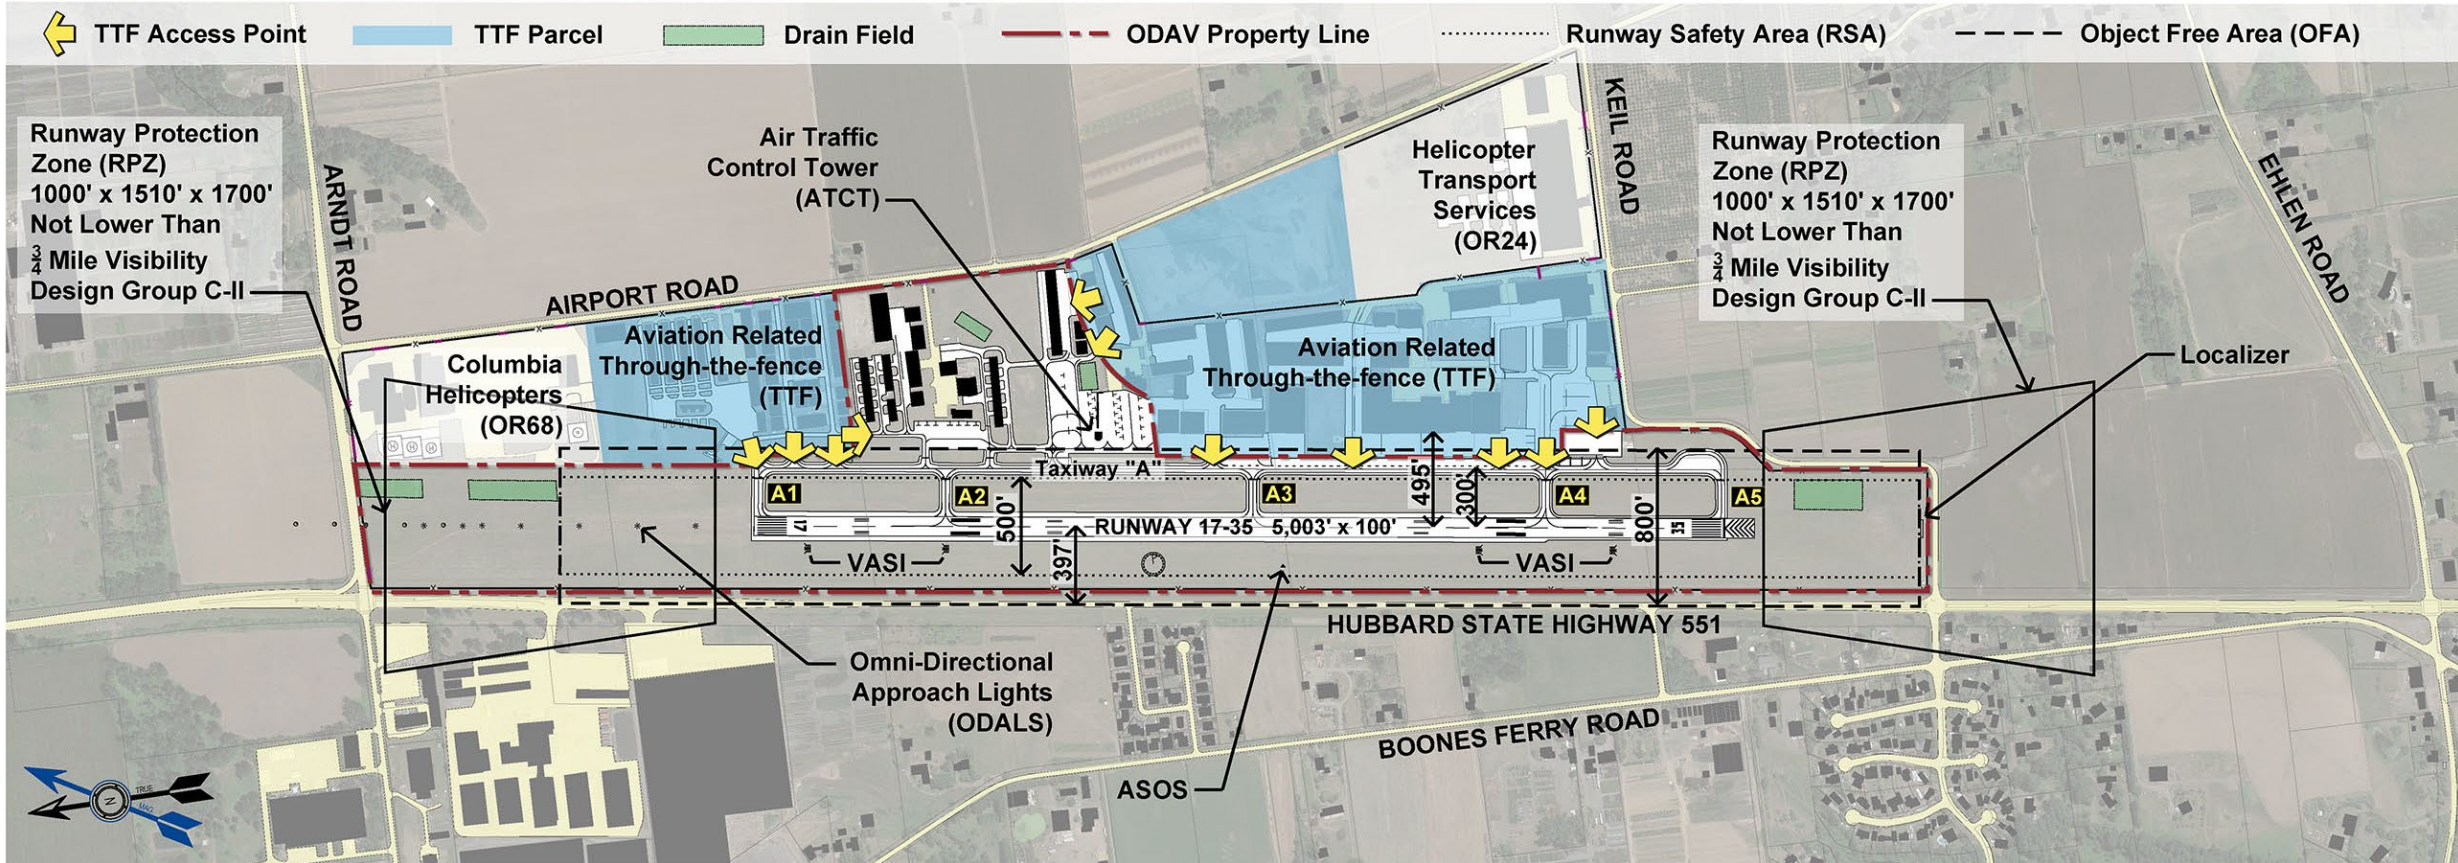 TTF Access Point
TTF Parcel
Drain Field
ODAV Property Line
Runway Safety Area (RSA)
Object Free Area (OFA)
Runway Protection
Zone (RPZ)
1000' x 1510' x 1700'
Not Lower Than
¾ Mile Visibility
Design Group C-II
ARNDT ROAD
AIRPORT ROAD
Air Traffic
Control Tower
(ATCT)
Helicopter
Transport
Services
(OR24)
KEIL ROAD
Runway Protection
Zone (RPZ)
1000' x 1510' x 1700'
Not Lower Than
¾ Mile Visibility
Design Group C-II
EHLEN ROAD
Columbia
Helicopters
(OR68)
Aviation Related
Through-the-fence
(TTF)
Aviation Related
Through-the-fence (TTF)
Localizer
Taxiway "A"
A1
A2
A3
A4
A5
495'
300'
800'
500'
397'
17
RUNWAY 17-35 5,003' x 100'
35
VASI
VASI
HUBBARD STATE HIGHWAY 551
Omni-Directional
Approach Lights
(ODALS)
ASOS
BOONES FERRY ROAD
N
TRUE
MAG